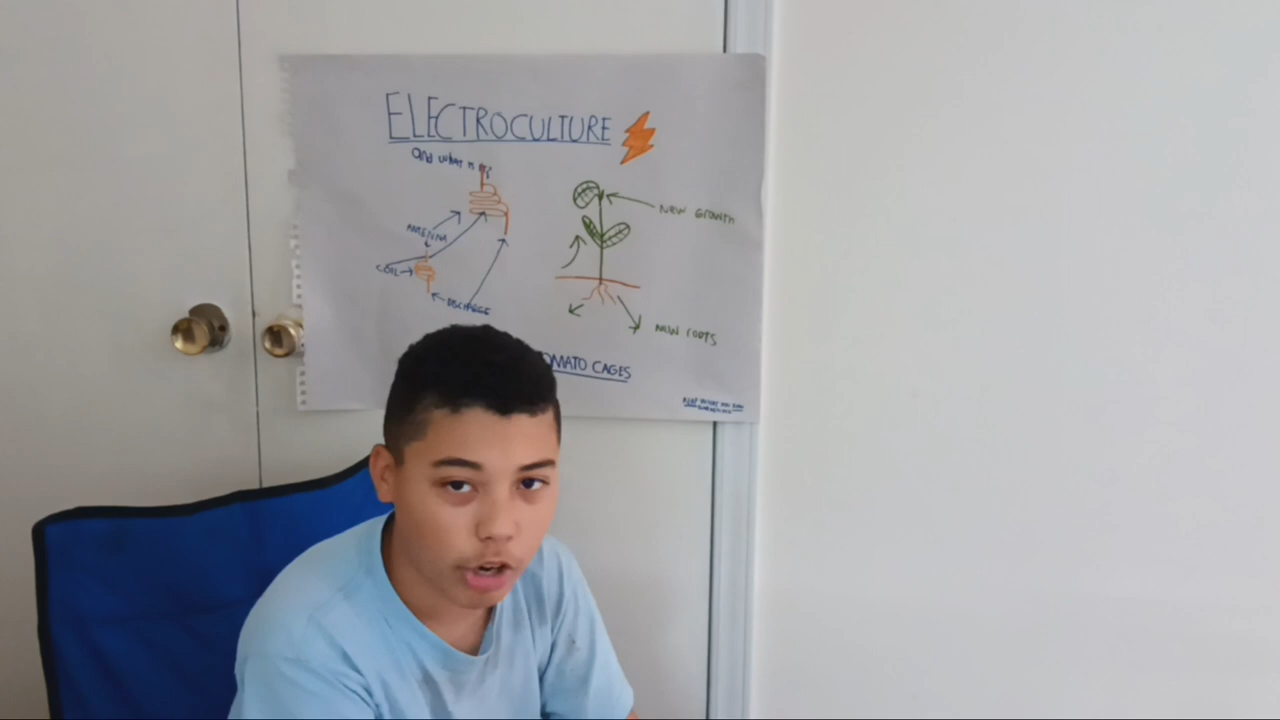 ELECTROCULTURE
and what is it?
NEW GROWTH
ANTENNA
COIL
DISCHARGE
NEW ROOTS
OMATO CAGES